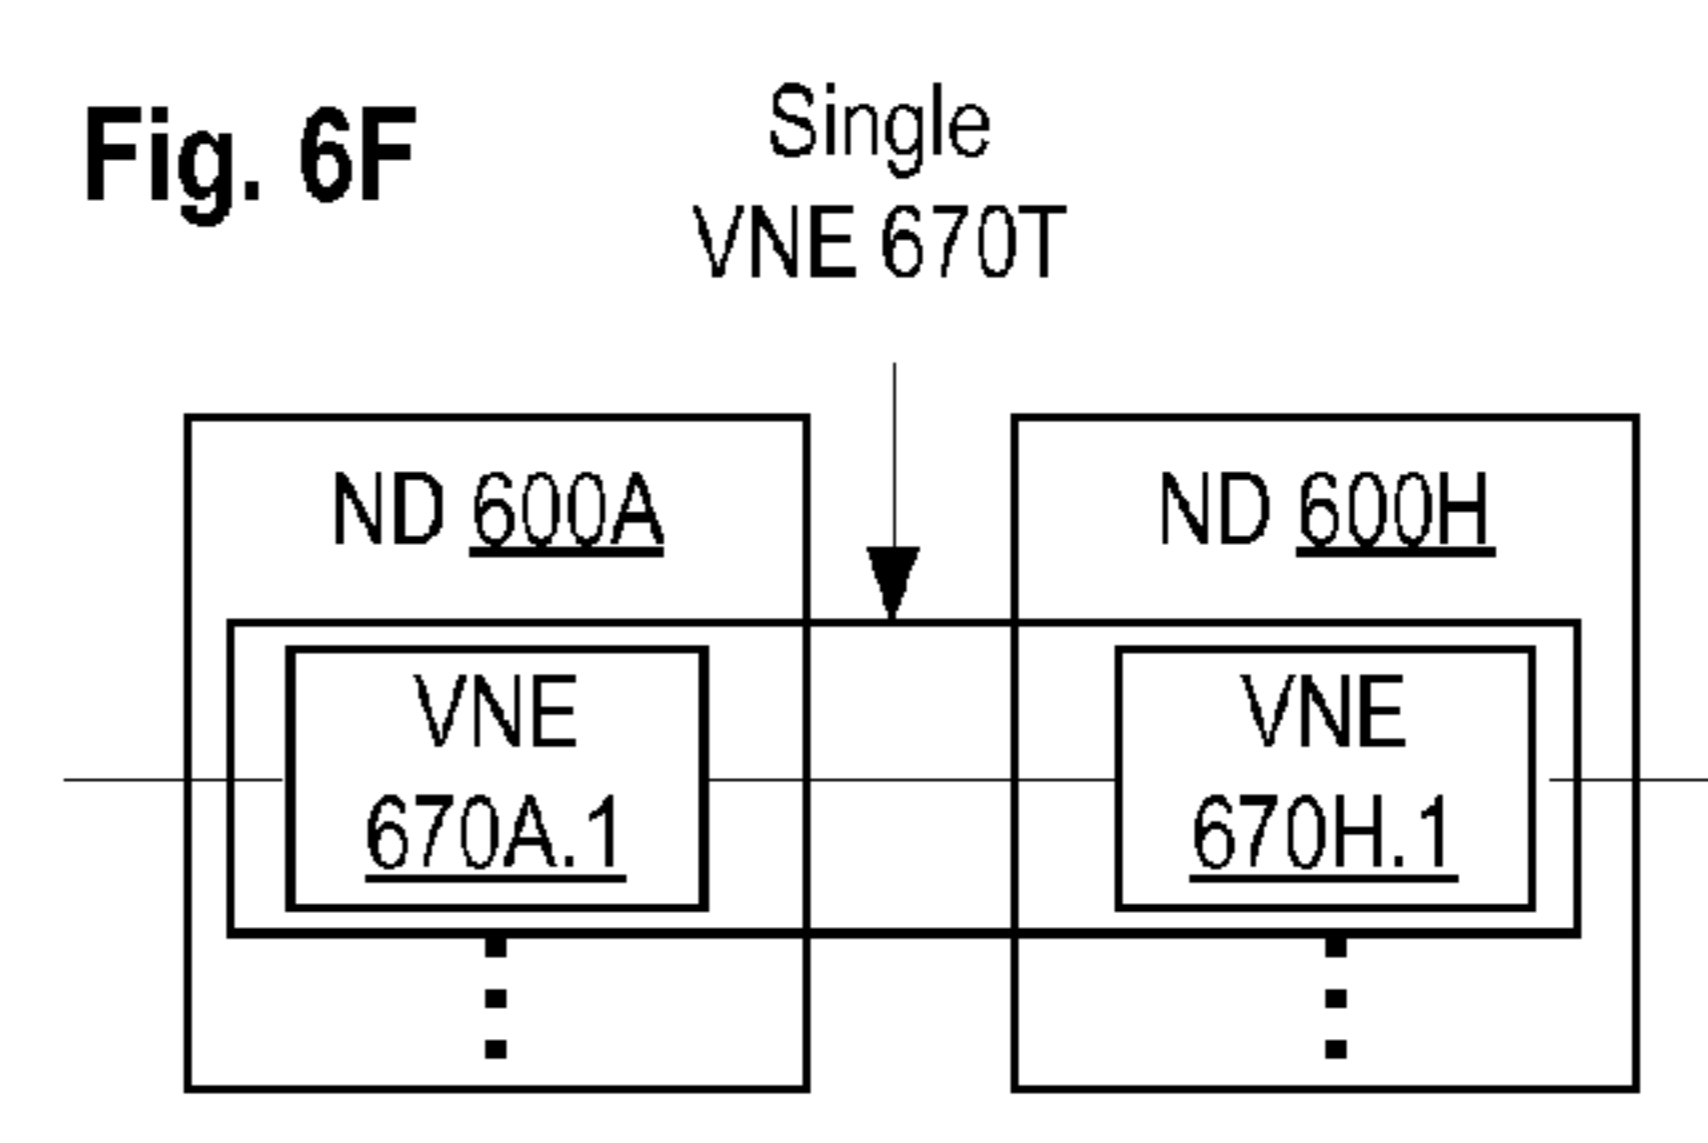 Fig. 6F
Single
VNE 670T
ND 600A
ND 600H
VNE
670A.1
VNE
670H.1